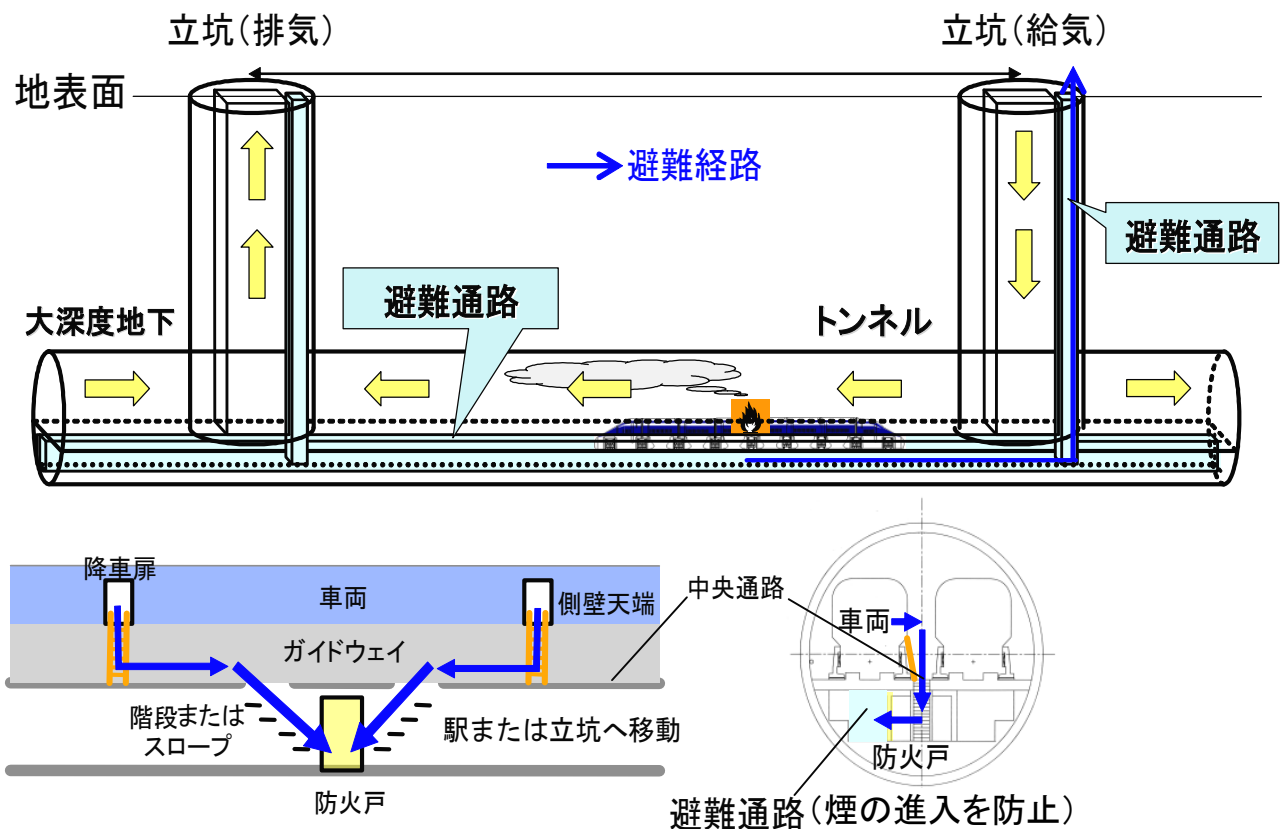 立坑(排気)
立坑(給気)
地表面
避難経路
避難通路
避難通路
大深度地下
トンネル
降車扉
車両
側壁天端
中央通路
車両
ガイドウェイ
階段または
スロープ
駅または立坑へ移動
防火戸
防火戸
避難通路(煙の進入を防止)